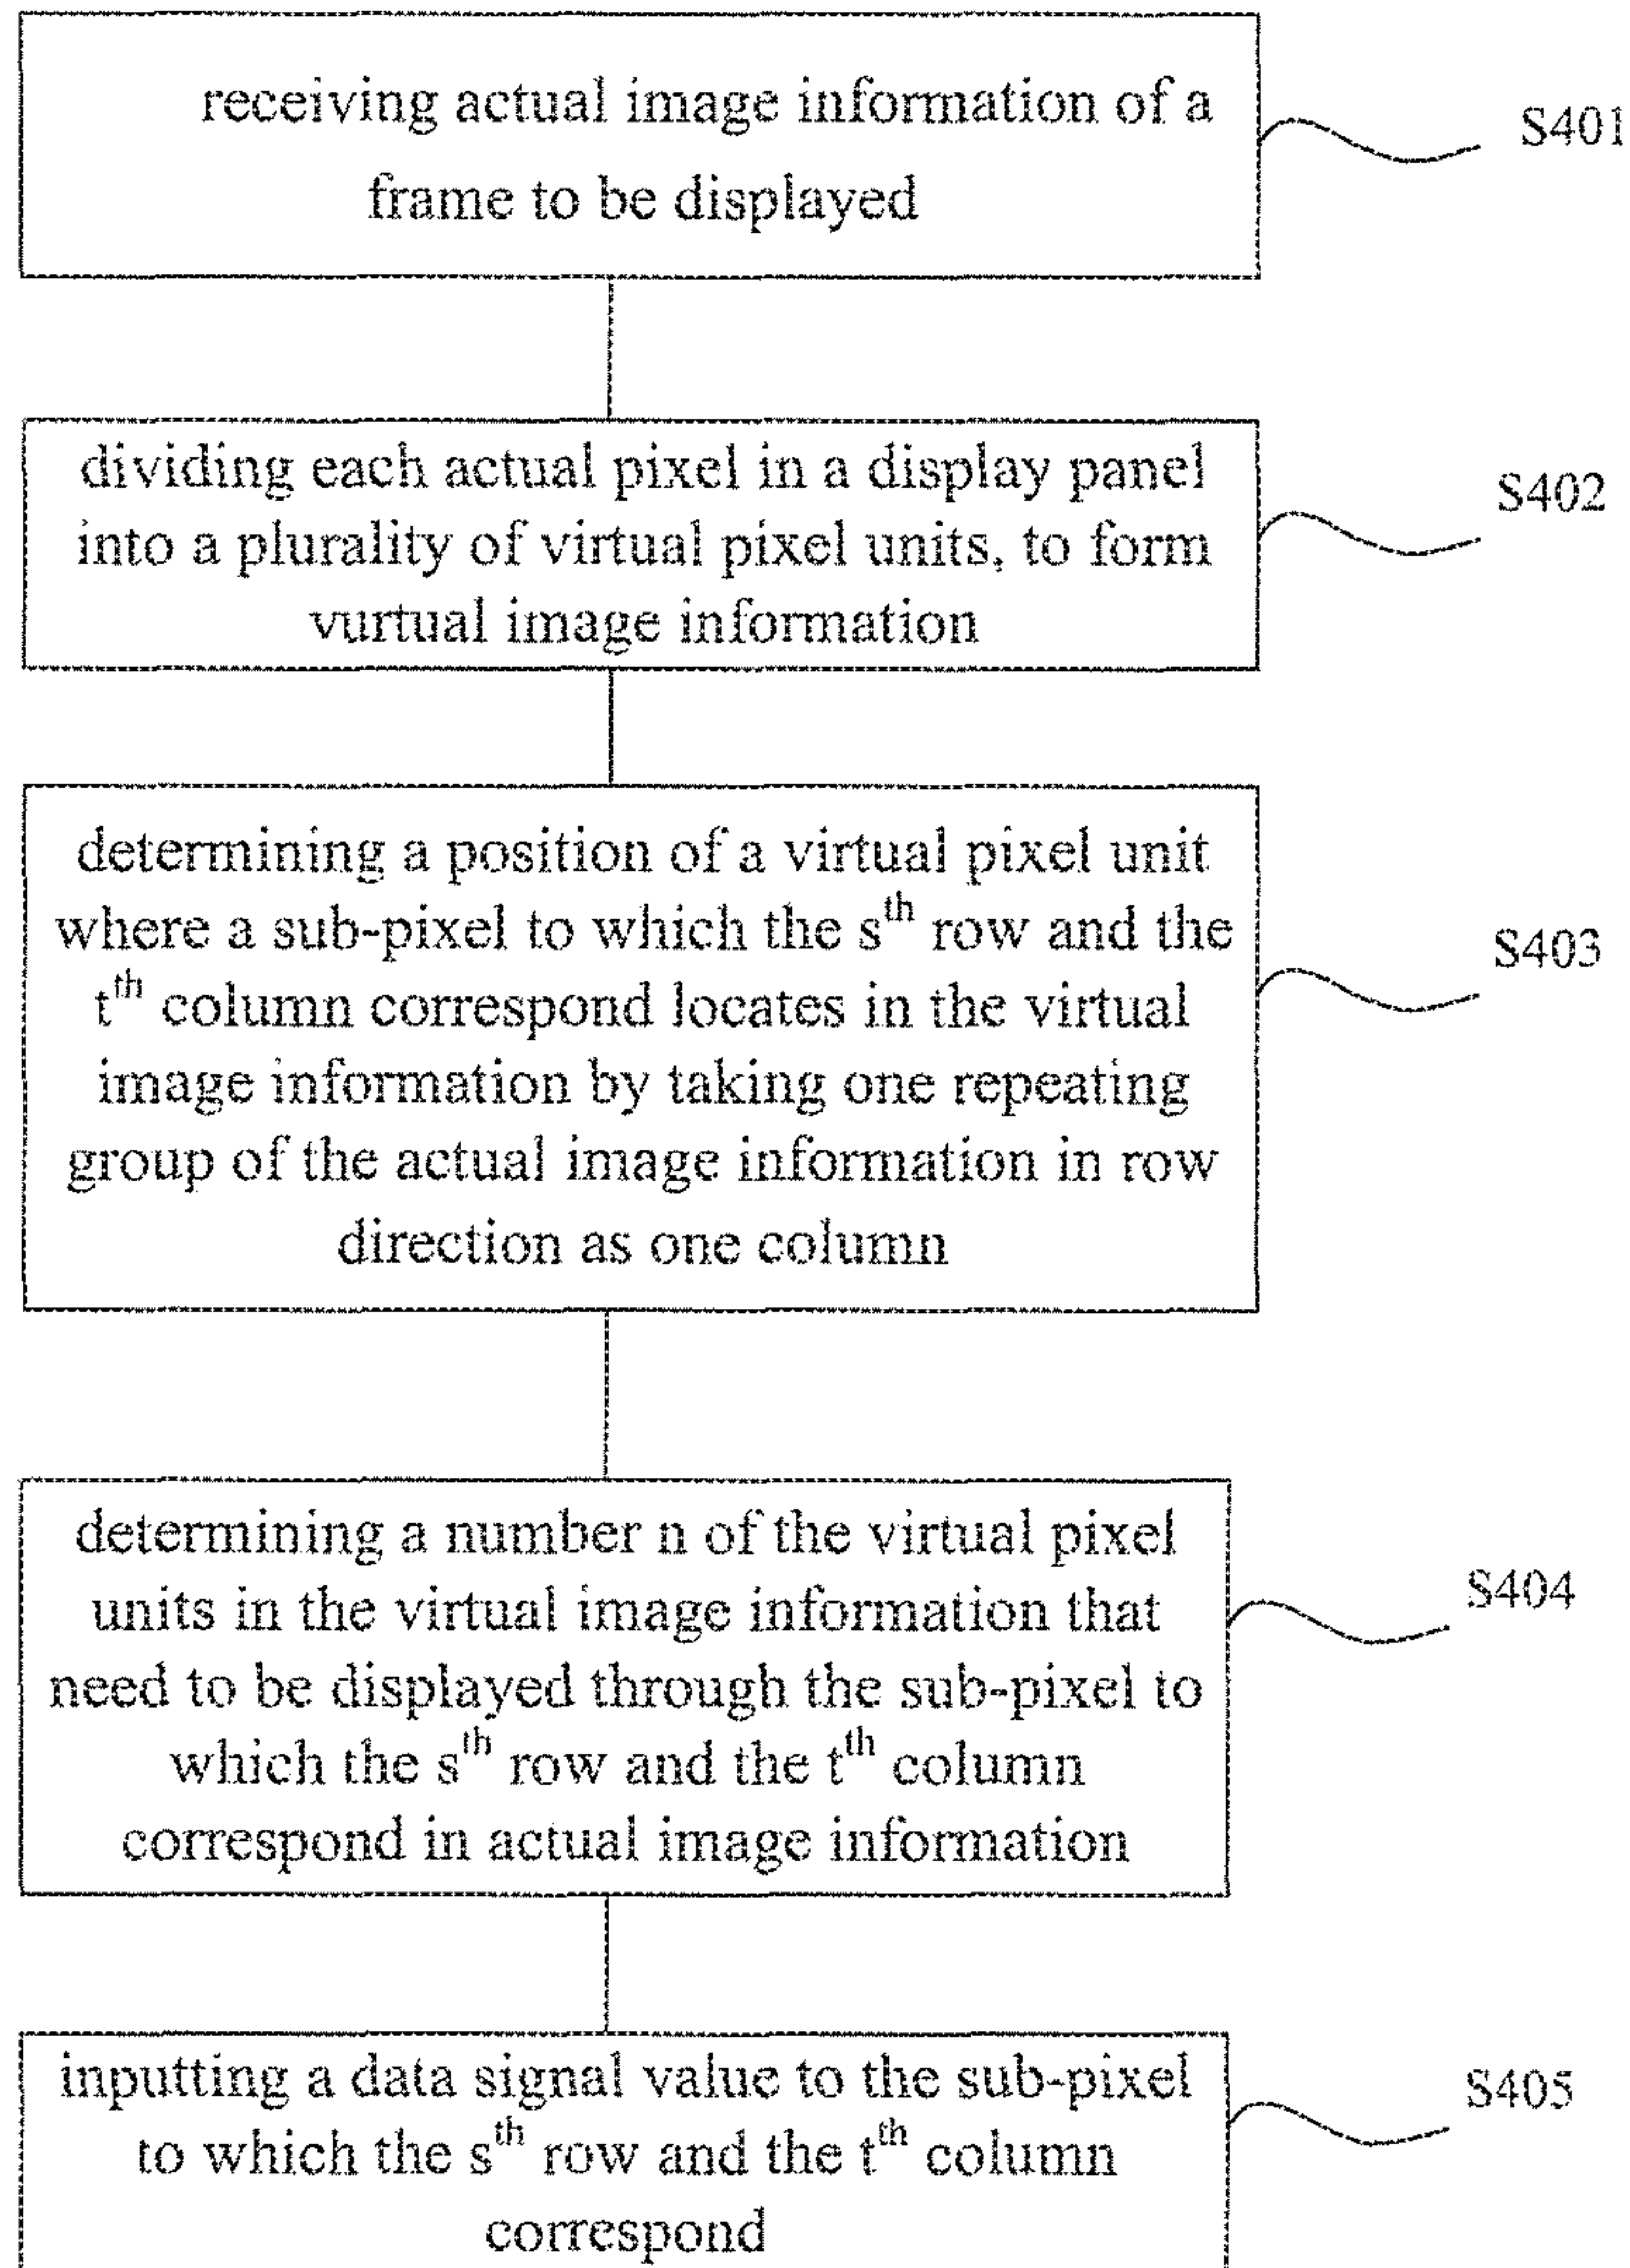 receiving actual image information of a
frame to be displayed
S401
dividing each actual pixel in a display panel
into a plurality of virtual pixel units, to form
vurtual image information
S402
determining a position of a virtual pixel unit
where a sub-pixel to which the sth row and the
tth column correspond locates in the virtual
image information by taking one repeating
group of the actual image information in row
direction as one column
S403
determining a number n of the virtual pixel
units in the virtual image information that
need to be displayed through the sub-pixel to
which the sth row and the tth column
correspond in actual image information
S404
inputting a data signal value to the sub-pixel
to which the sth row and the tth column
correspond
S405